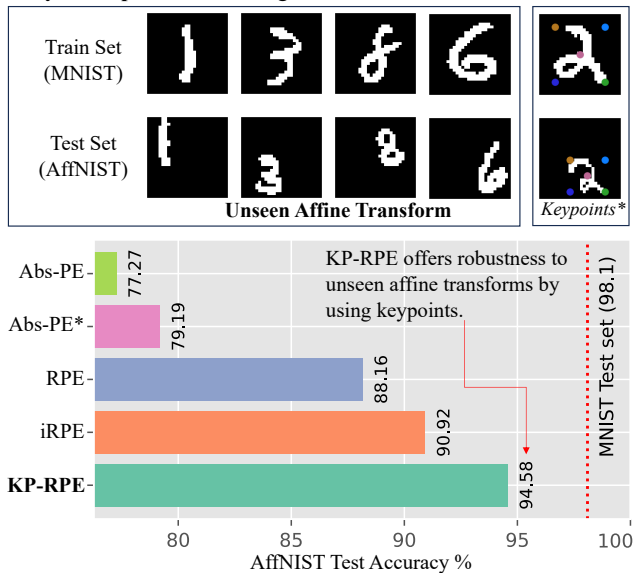 Train Set
(MNIST)
Test Set
(AffNIST)
Unseen Affine Transform
Keypoints*
Abs-PE
77.27
Abs-PE*
79.19
RPE
88.16
iRPE
90.92
KP-RPE
94.58
KP-RPE offers robustness to
unseen affine transforms by
using keypoints.
MNIST Test set (98.1)
80
85
90
95
100
AffNIST Test Accuracy %